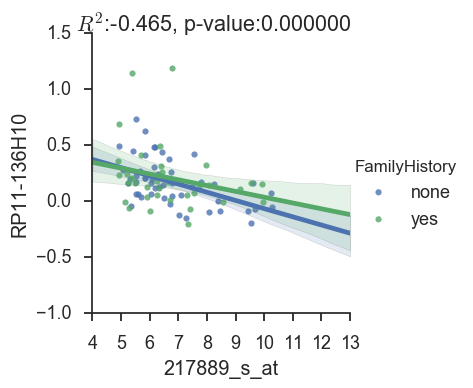 R²:-0.465, p-value:0.000000
1.5
1.0
0.5
0.0
−0.5
−1.0
RP11-136H10
4 5 6 7 8 9 10 11 12 13
217889_s_at
FamilyHistory
none
yes